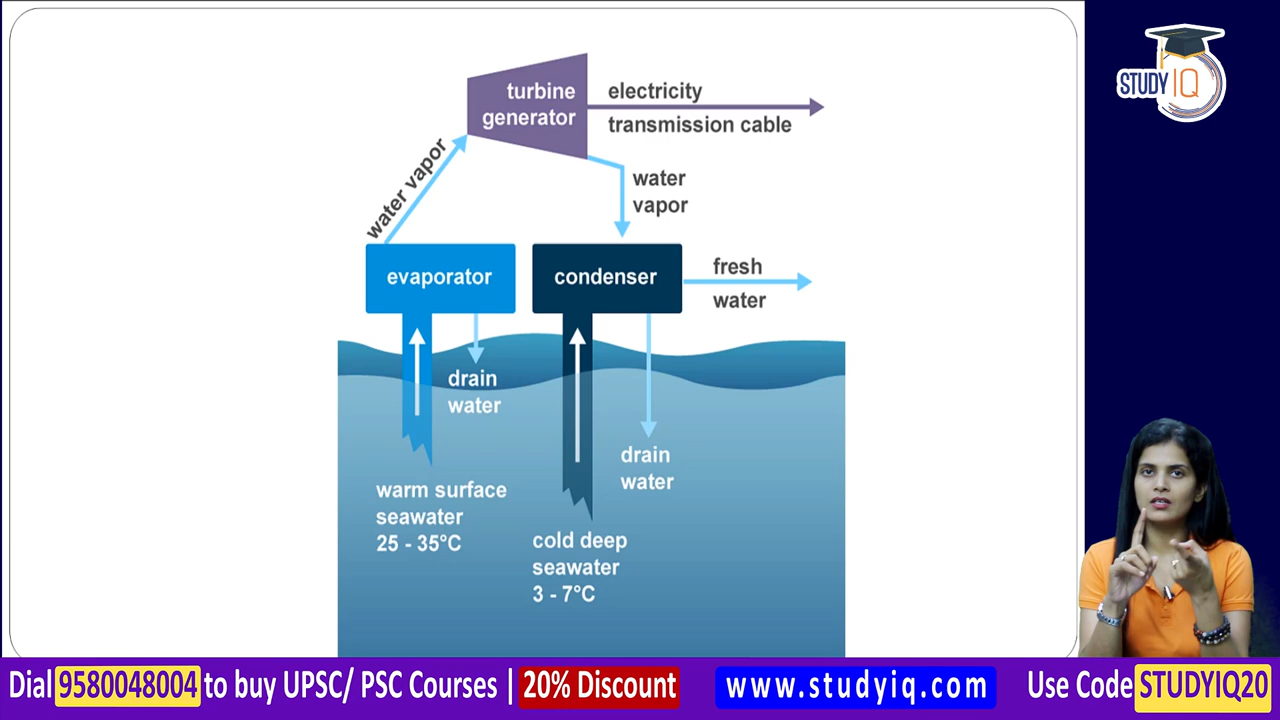 STUDY IQ
turbine
generator
electricity
transmission cable
water vapor
water
vapor
evaporator
condenser
fresh
water
drain
water
drain
water
warm surface
seawater
25 - 35°C
cold deep
seawater
3 - 7°C
Dial 9580048004 to buy UPSC/ PSC Courses | 20% Discount
www.studyiq.com
Use Code STUDYIQ20